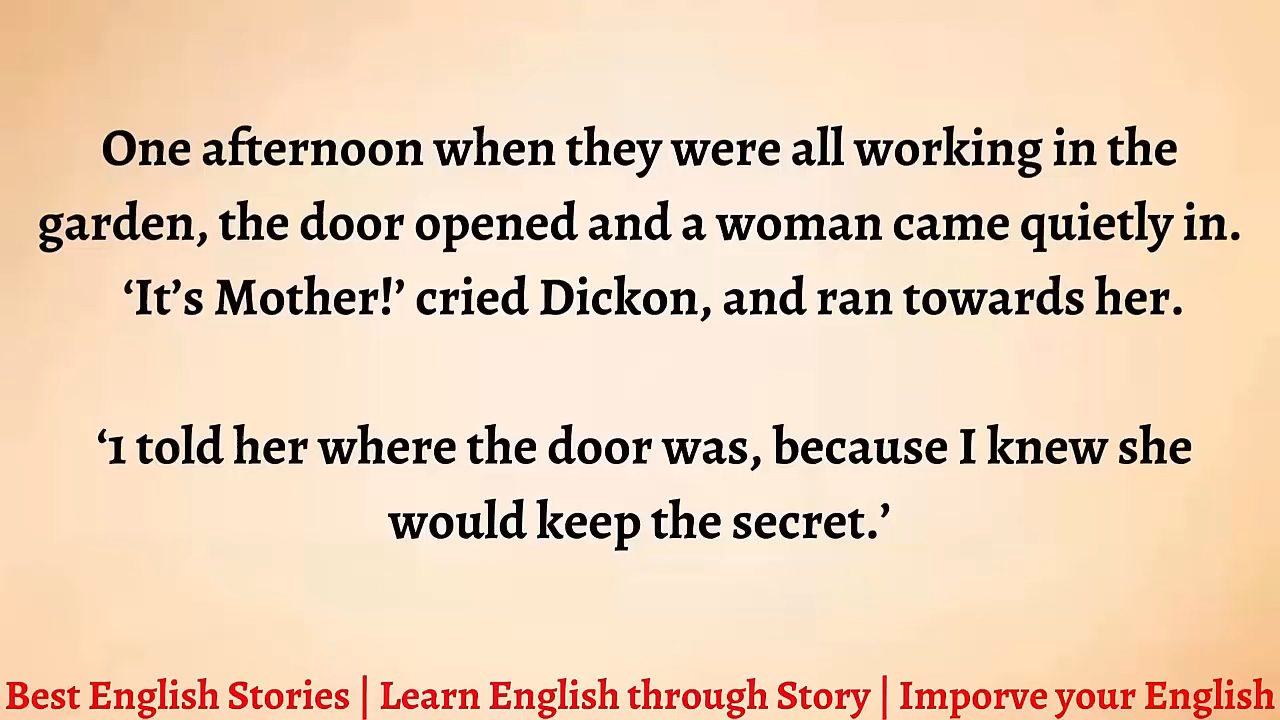 One afternoon when they were all working in the
garden, the door opened and a woman came quietly in.
‘It’s Mother!’ cried Dickon, and ran towards her.
‘1 told her where the door was, because I knew she
would keep the secret.’
Best English Stories | Learn English through Story | Imporve your English